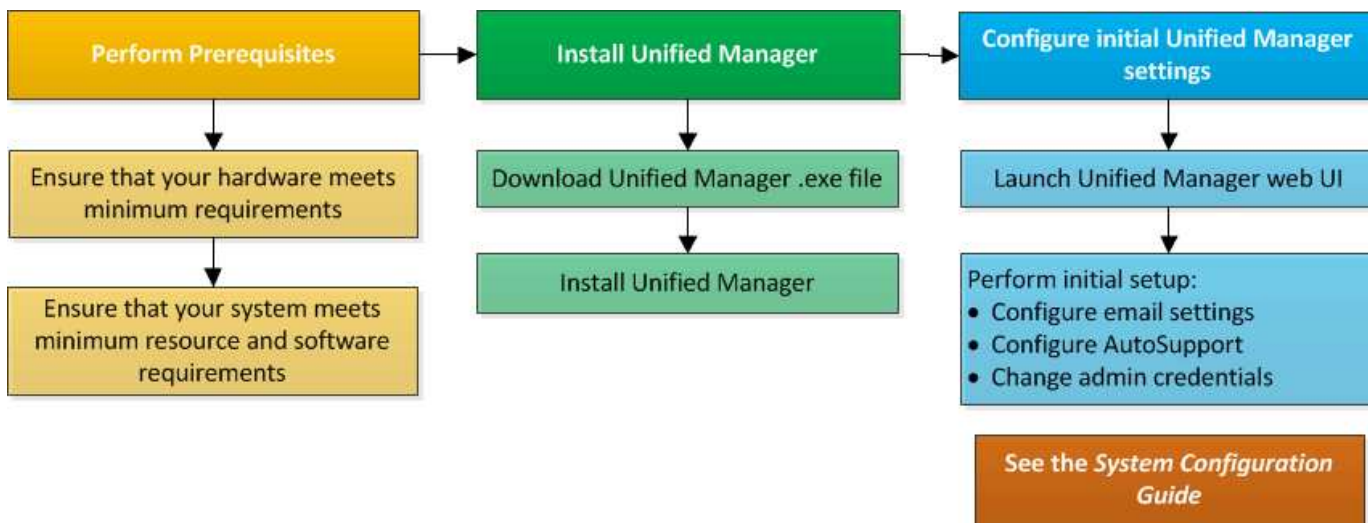 Perform Prerequisites
Ensure that your hardware meets
minimum requirements
Ensure that your system meets
minimum resource and software
requirements
Install Unified Manager
Download Unified Manager .exe file
Install Unified Manager
Configure initial Unified Manager
settings
Launch Unified Manager web UI
Perform initial setup:
• Configure email settings
• Configure AutoSupport
• Change admin credentials
See the System Configuration
Guide